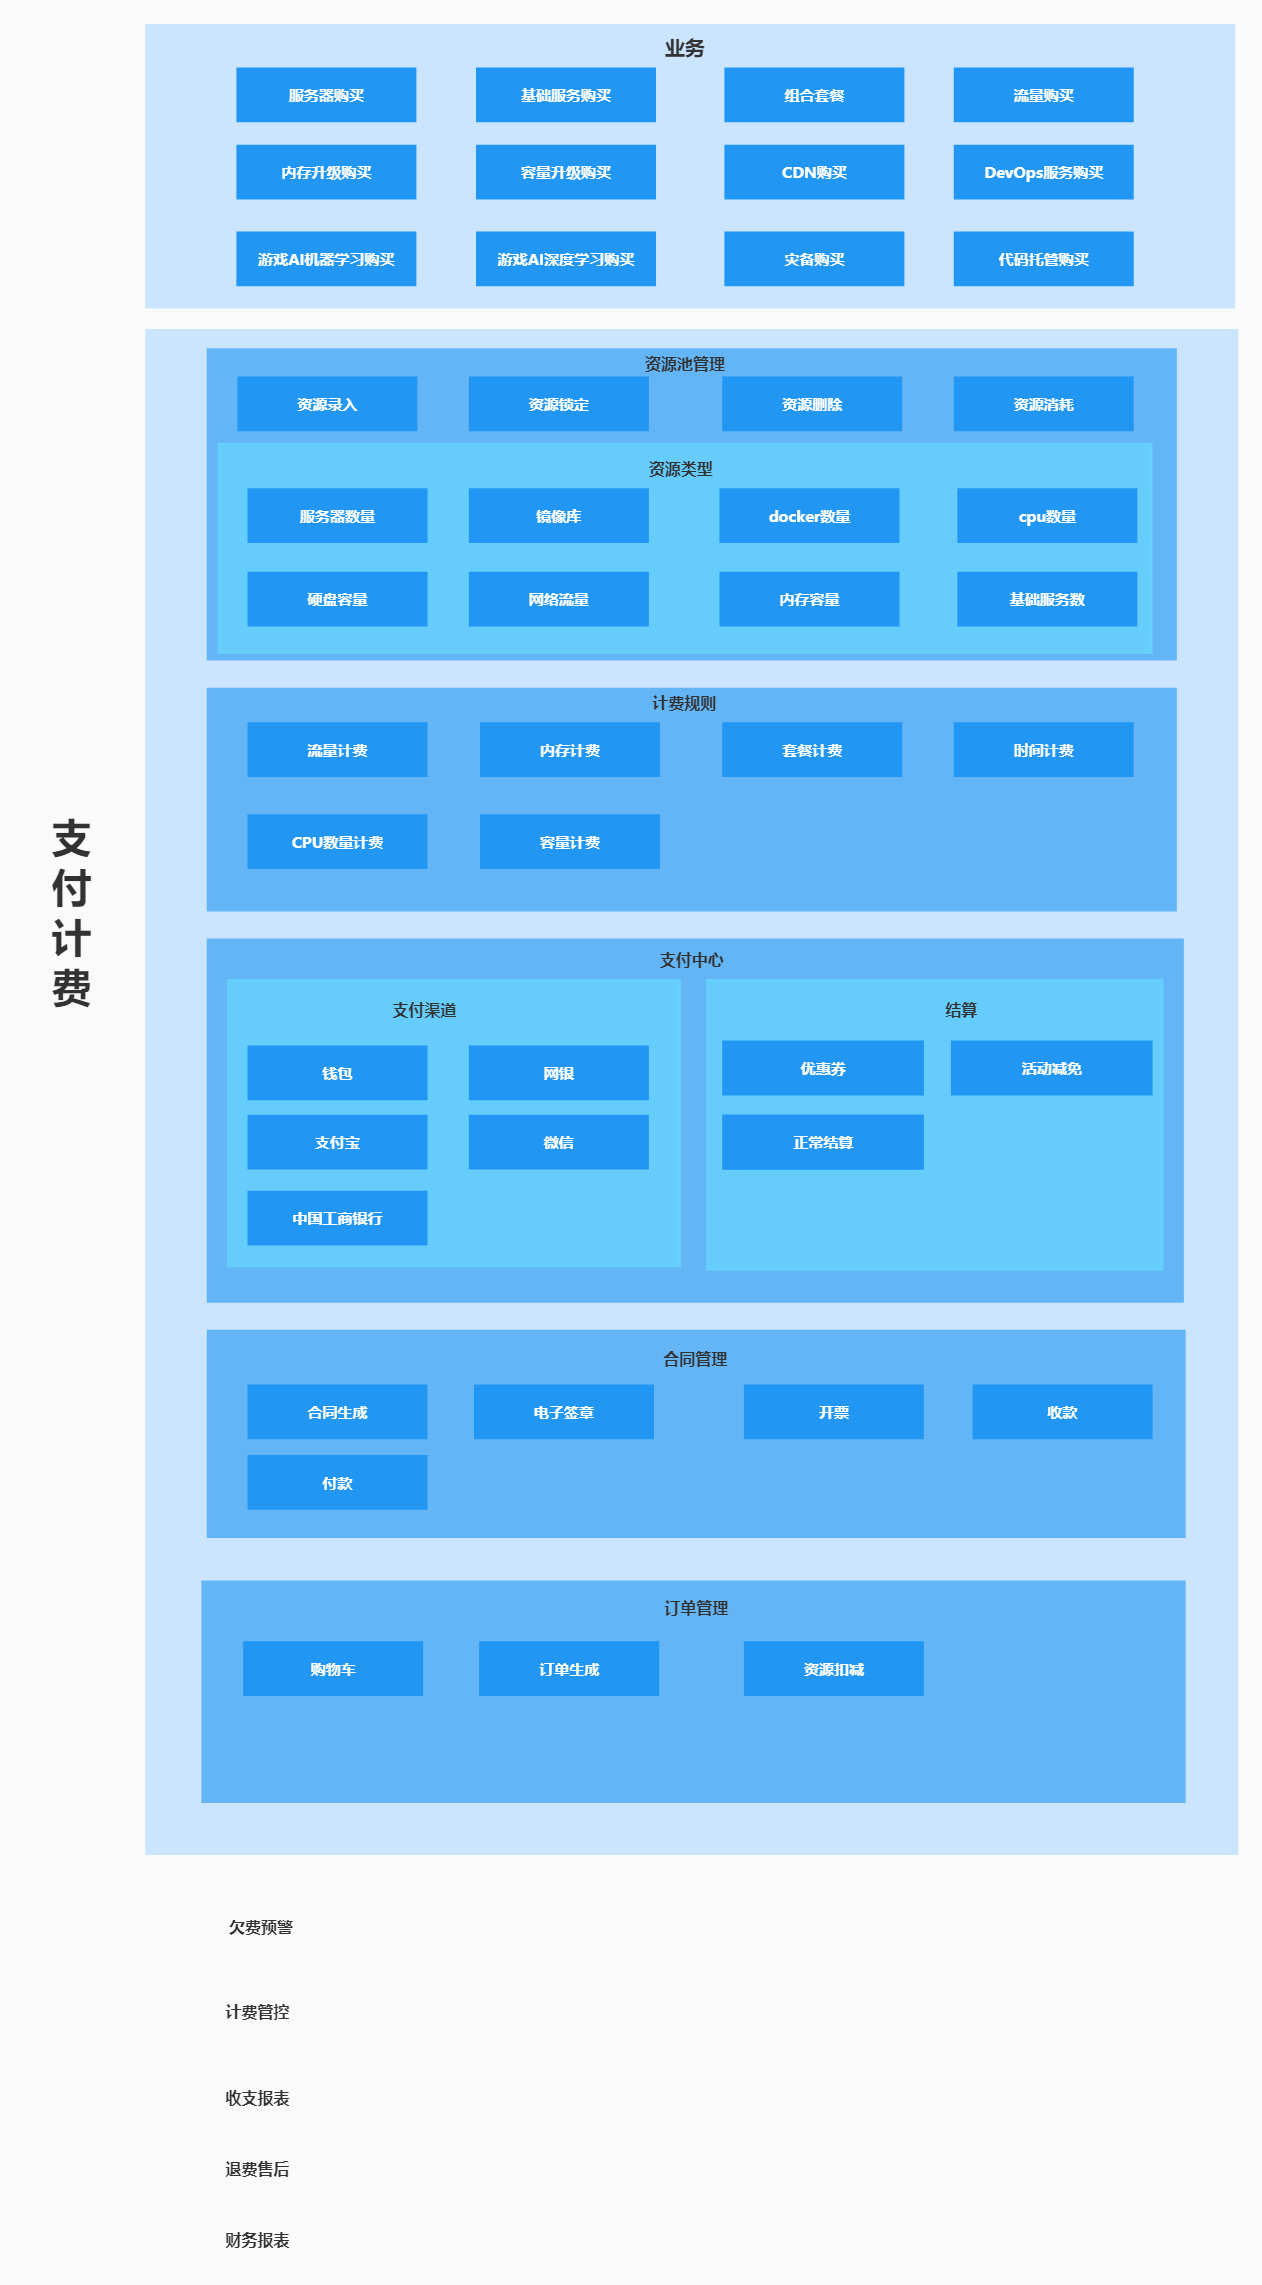 业务
服务器购买 基础服务购买 组合套餐 流量购买
内存升级购买 容量升级购买 CDN购买 DevOps服务购买
游戏AI机器学习购买 游戏AI深度学习购买 灾备购买 代码托管购买
资源池管理
资源录入 资源锁定 资源删除 资源消耗
资源类型
服务器数量 镜像库 docker数量 cpu数量
硬盘容量 网络流量 内存容量 基础服务数
计费规则
流量计费 内存计费 套餐计费 时间计费
CPU数量计费 容量计费
支
付
计
费
支付中心
支付渠道
钱包 网银
支付宝 微信
中国工商银行
结算
优惠券 活动减免
正常结算
合同管理
合同生成 电子签章 开票 收款
付款
订单管理
购物车 订单生成 资源扣减
欠费预警
计费管控
收支报表
退费售后
财务报表